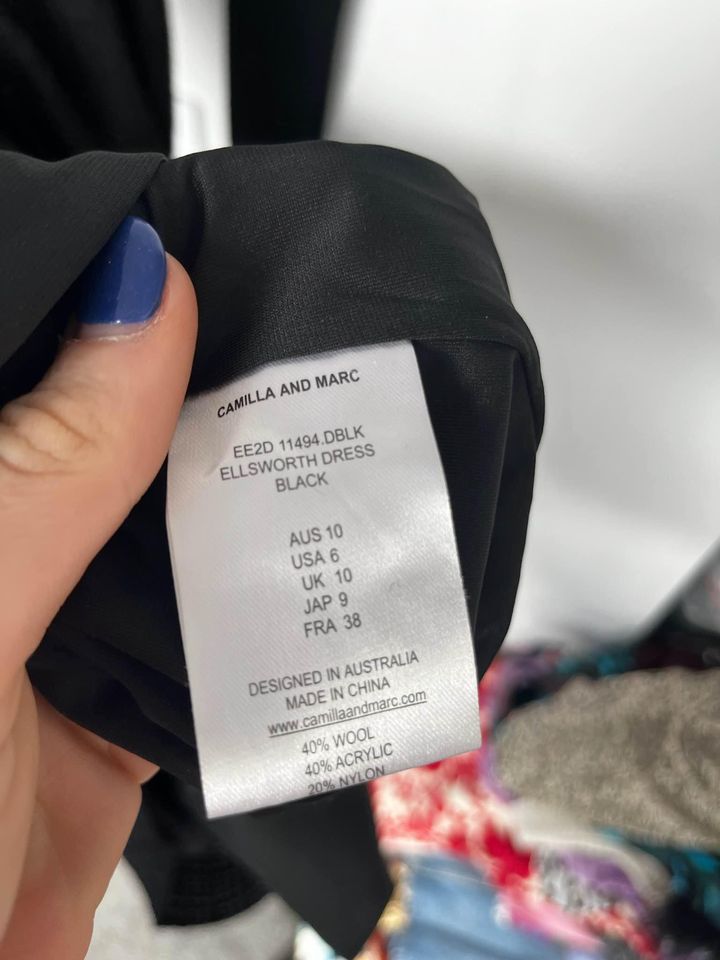 CAMILLA AND MARC
EE2D 11494.DBLK
ELLSWORTH DRESS
BLACK
AUS 10
USA 6
UK 10
JAP 9
FRA 38
DESIGNED IN AUSTRALIA
MADE IN CHINA
www.camillaandmarc.com
40% WOOL
40% ACRYLIC
20% NYLON